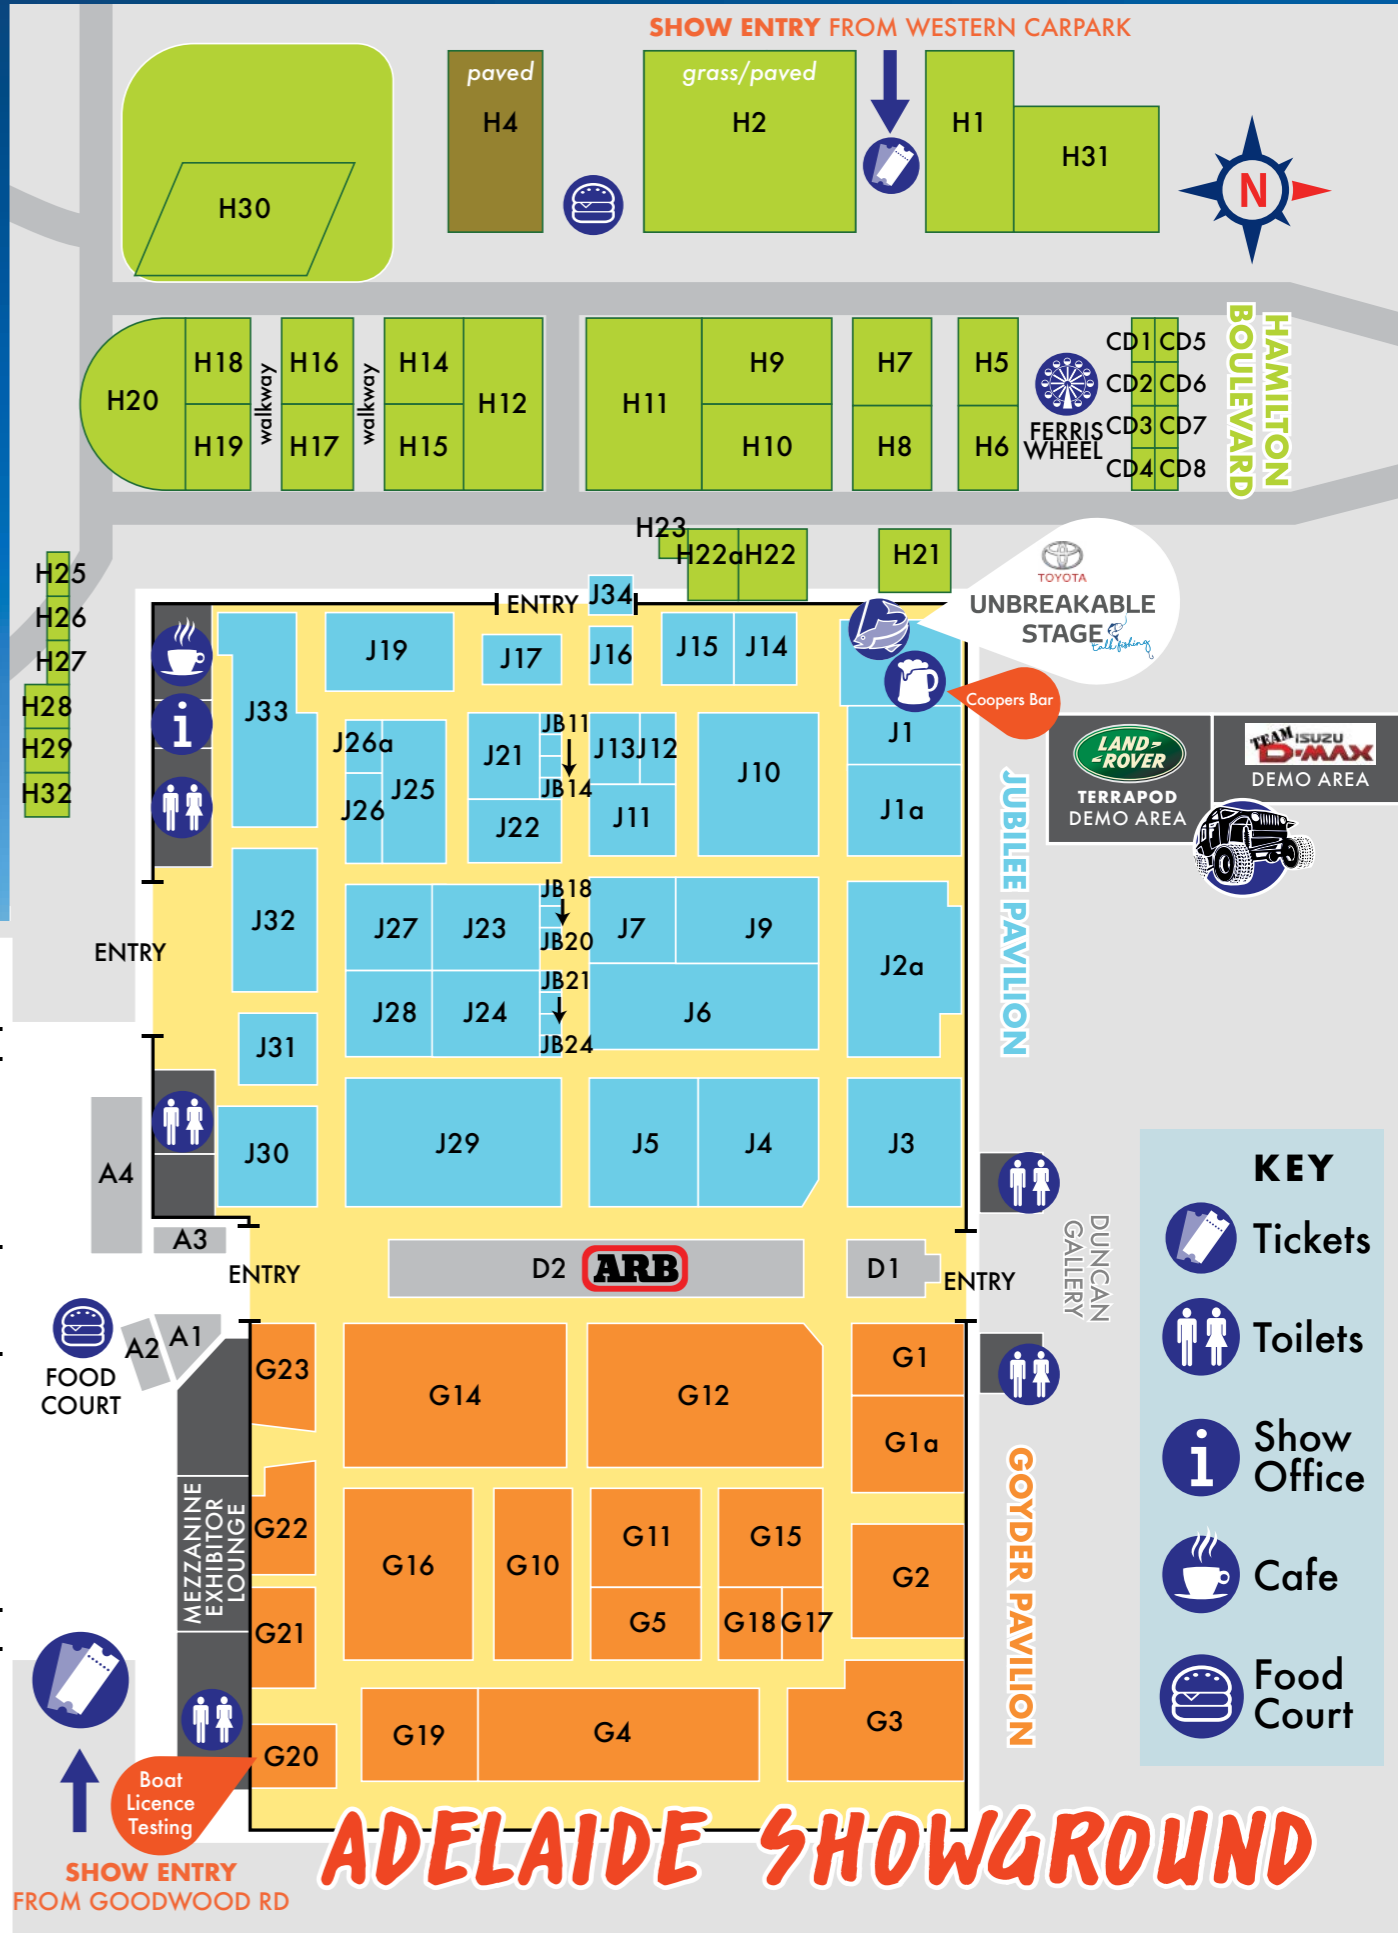 SHOW ENTRY FROM WESTERN CARPARK
paved
H4
grass/paved
H2
H1
H31
H30
N
HAMILTON
BOULEVARD
H20
H18
H19
walkway
H16
H17
walkway
H14
H15
H12
H11
H9
H10
H7
H8
H5
H6
FERRIS
WHEEL
CD1 CD5
CD2 CD6
CD3 CD7
CD4 CD8
H23
H22a H22
H21
H25
H26
H27
H28
H29
H32
TOYOTA
UNBREAKABLE
STAGE
Talk fishing
Coopers Bar
ENTRY
J34
J19
J17
J16
J15
J14
J33
J26a
J25
J26
J21
J22
JB11
JB14
J13 J12
J11
J10
J1
J1a
LAND-
-ROVER
TERRAPOD
DEMO AREA
TEAM ISUZU
D-MAX
DEMO AREA
JUBILEE PAVILION
ENTRY
J32
J27
J23
J28
J24
JB18
JB20
JB21
JB24
J7
J9
J6
J2a
J31
J30
J29
J5
J4
J3
A4
A3
ENTRY
D2
ARB
D1
ENTRY
DUNCAN
GALLERY
FOOD
COURT
A2
A1
G23
G14
G12
G1
G1a
MEZZANINE
EXHIBITOR
LOUNGE
G22
G21
G16
G10
G11
G5
G15
G18 G17
G2
GOYDER PAVILION
G20
G19
G4
G3
Boat
Licence
Testing
SHOW ENTRY
FROM GOODWOOD RD
ADELAIDE SHOWGROUND
KEY
Tickets
Toilets
i
Show
Office
Cafe
Food
Court